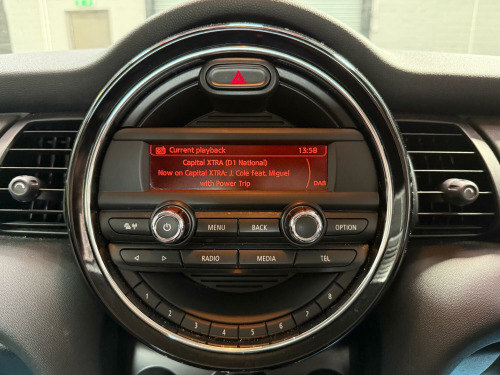 Current playback 13:58
Capital XTRA (D1 National)
Now on Capital XTRA: J. Cole Feat. Miguel
with Power Trip DAB
MENU BACK OPTION
RADIO MEDIA TEL
1 2 3 4 5 6 7 8